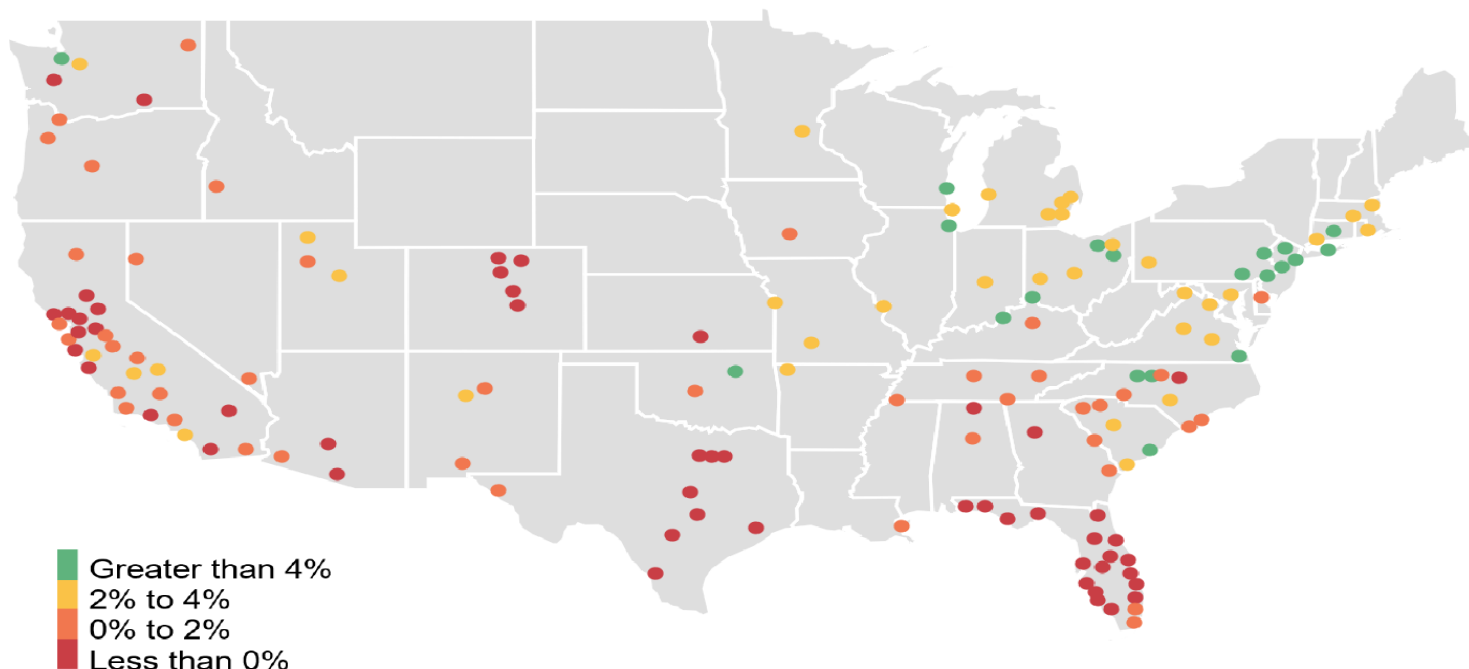 Greater than 4%
2% to 4%
0% to 2%
Less than 0%